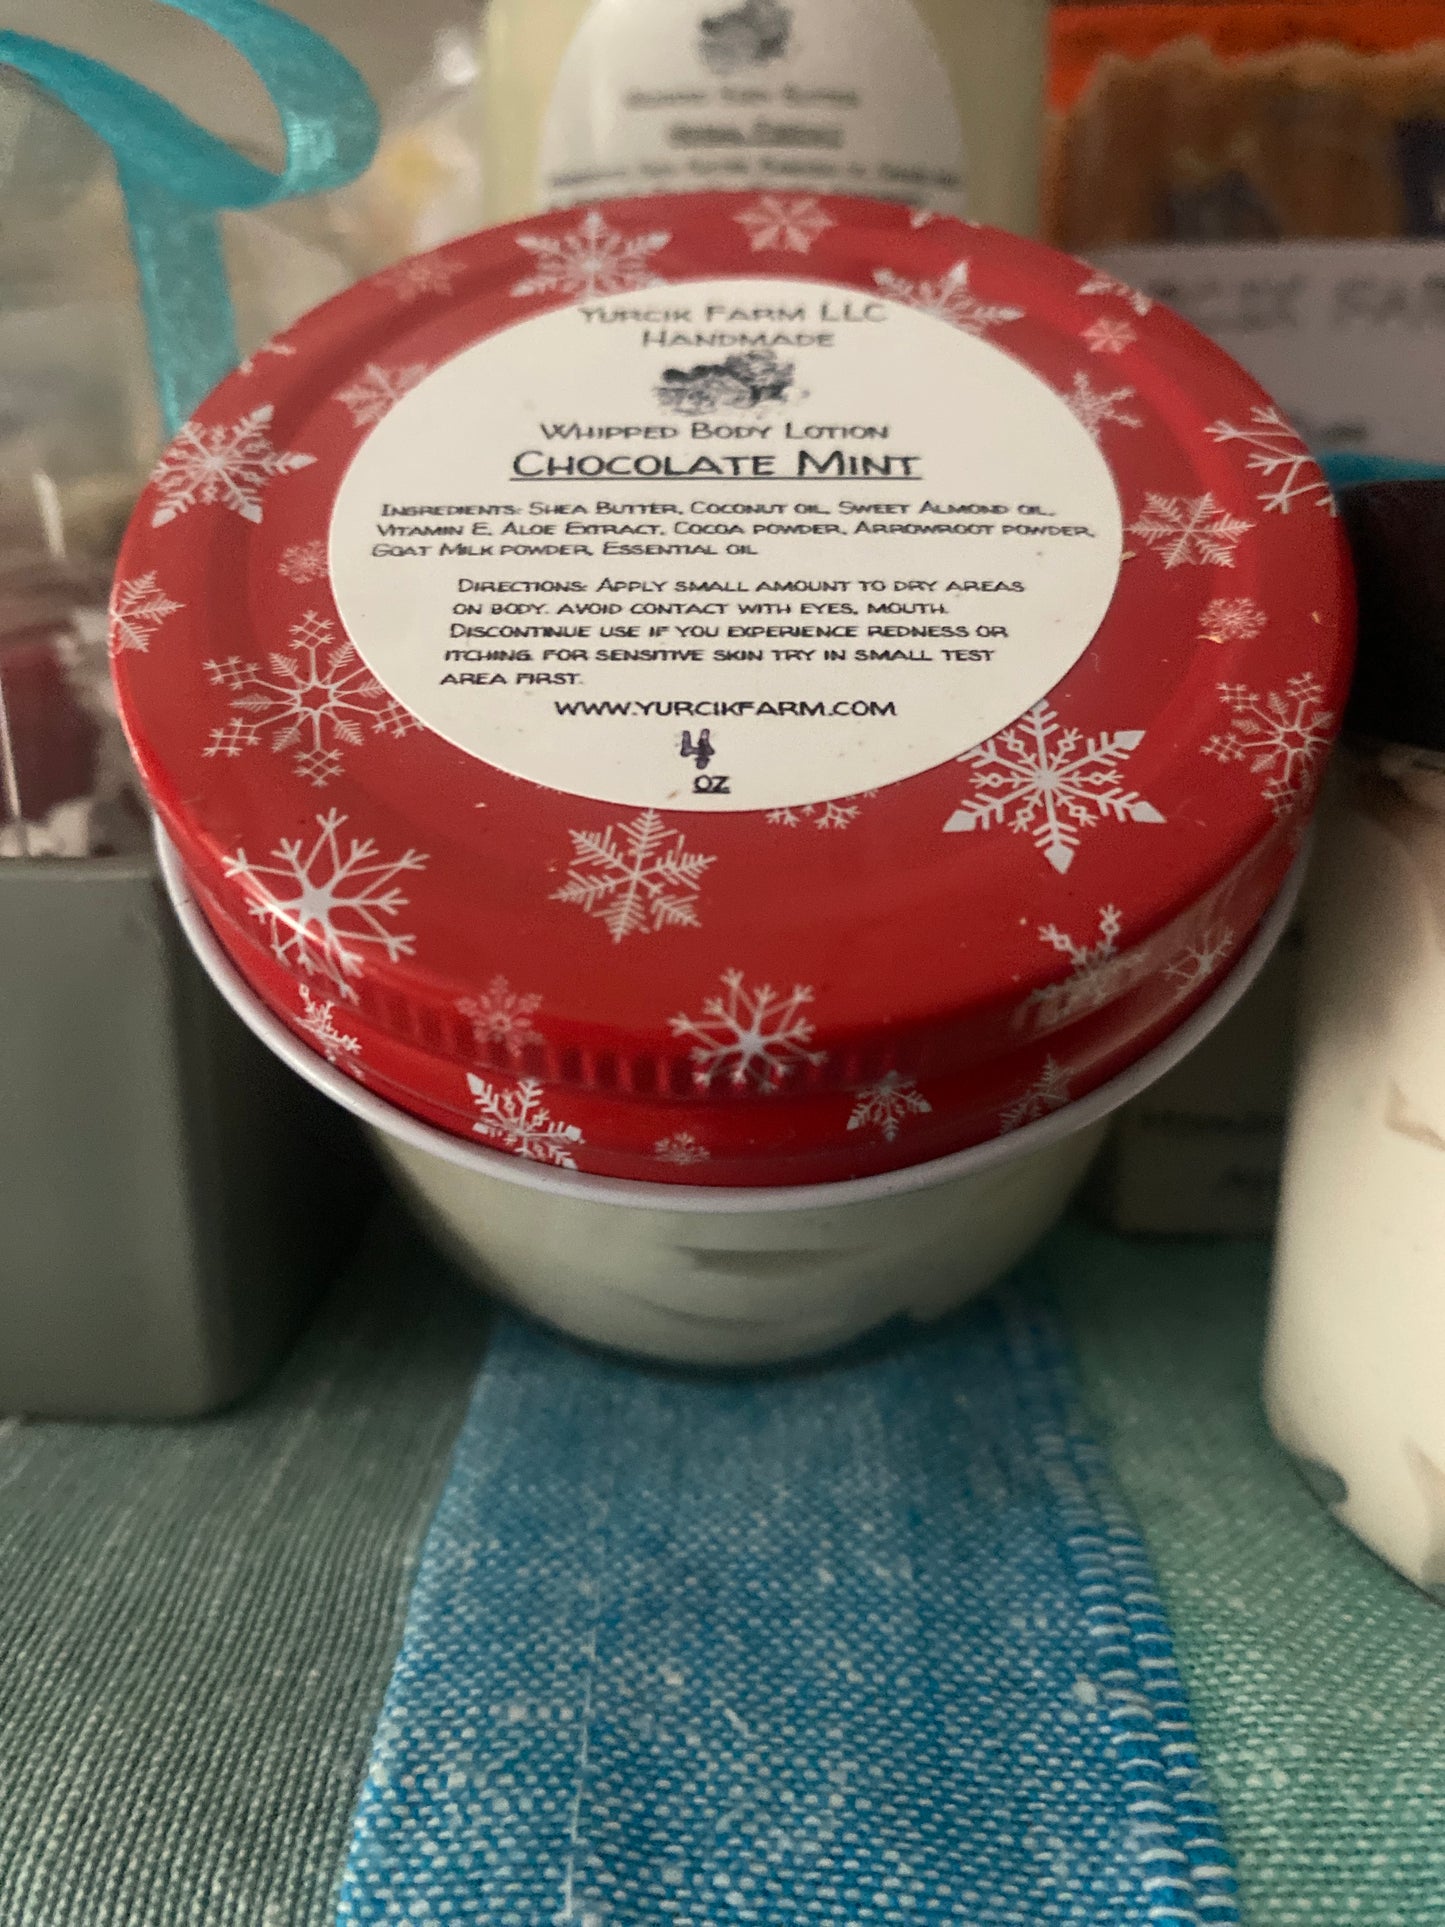 Yurcik Farm LLC
Handmade
Whipped Body Lotion
Chocolate Mint
Ingredients: Shea Butter, Coconut oil, Sweet Almond oil,
Vitamin E, Aloe Extract, Cocoa powder, Arrowroot powder,
Goat Milk powder, Essential oil
Directions: Apply small amount to dry areas
on body. avoid contact with eyes, mouth.
Discontinue use if you experience redness or
itching. For sensitive skin try in small test
area first.
www.yurcikfarm.com
4
oz